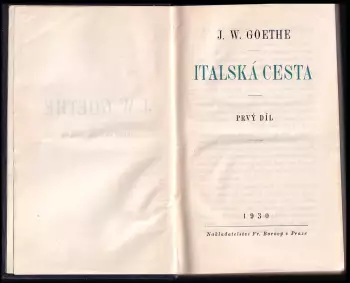 J. W. GOETHE
ITALSKÁ CESTA
PRVÝ DÍL
1930
Nakladatelství Fr. Borový v Praze